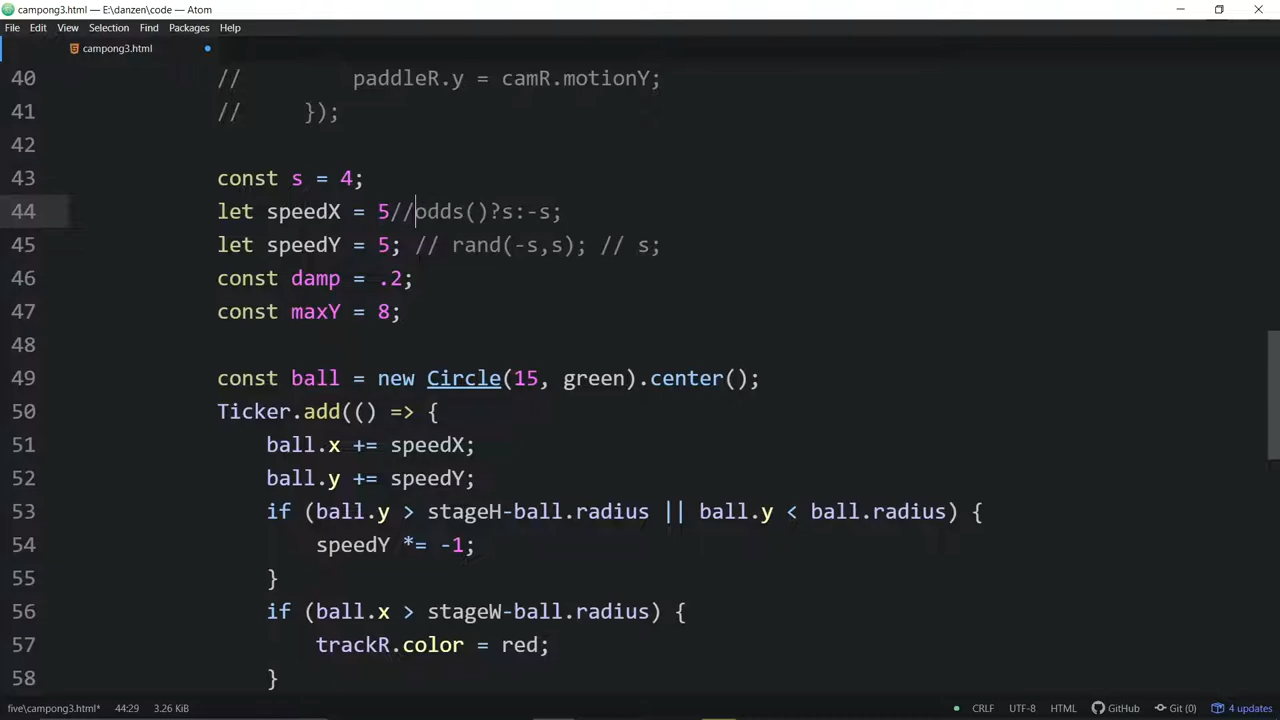 campong3.html — E:\danzen\code — Atom
File Edit View Selection Find Packages Help
campong3.html
40 //         paddleR.y = camR.motionY;
41 //     });
42
43 const s = 4;
44 let speedX = 5//odds()?s:-s;
45 let speedY = 5; // rand(-s,s); // s;
46 const damp = .2;
47 const maxY = 8;
48
49 const ball = new Circle(15, green).center();
50 Ticker.add(() => {
51     ball.x += speedX;
52     ball.y += speedY;
53     if (ball.y > stageH-ball.radius || ball.y < ball.radius) {
54         speedY *= -1;
55     }
56     if (ball.x > stageW-ball.radius) {
57         trackR.color = red;
58     }
five\campong3.html* 44:29 3.26 KiB CRLF UTF-8 HTML GitHub Git (0) 4 updates